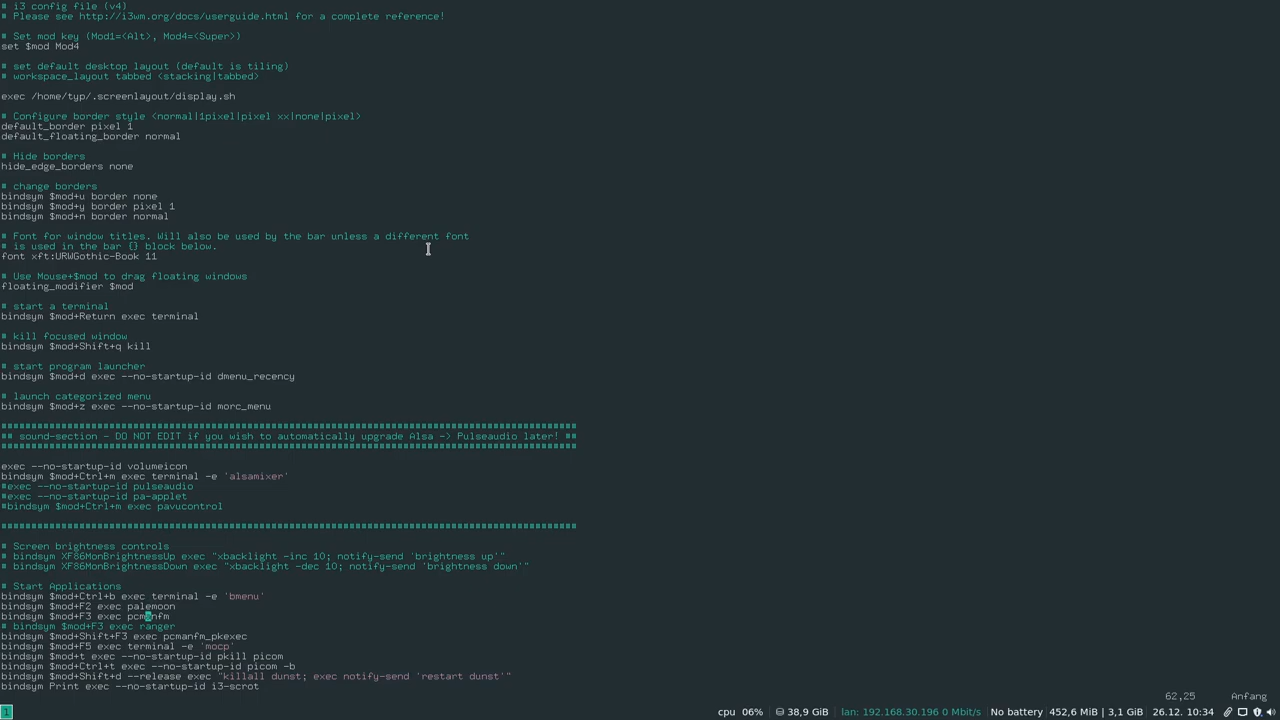 # i3 config file (v4)
# Please see http://i3wm.org/docs/userguide.html for a complete reference!
# Set mod key (Mod1=<Alt>, Mod4=<Super>)
set $mod Mod4
# set default desktop layout (default is tiling)
# workspace_layout tabbed <stacking|tabbed>
exec /home/typ/.screenlayout/display.sh
# Configure border style <normal|1pixel|pixel xx|none|pixel>
default_border pixel 1
default_floating_border normal
# Hide borders
hide_edge_borders none
# change borders
bindsym $mod+u border none
bindsym $mod+y border pixel 1
bindsym $mod+n border normal
# Font for window titles. Will also be used by the bar unless a different font
# is used in the bar {} block below.
font xft:URWGothic-Book 11
# Use Mouse+$mod to drag floating windows
floating_modifier $mod
# start a terminal
bindsym $mod+Return exec terminal
# kill focused window
bindsym $mod+Shift+q kill
# start program launcher
bindsym $mod+d exec --no-startup-id dmenu_recency
# launch categorized menu
bindsym $mod+z exec --no-startup-id morc_menu
################################################################################################
## sound-section - DO NOT EDIT if you wish to automatically upgrade Alsa -> Pulseaudio later! ##
################################################################################################
exec --no-startup-id volumeicon
bindsym $mod+Ctrl+m exec terminal -e 'alsamixer'
#exec --no-startup-id pulseaudio
#exec --no-startup-id pa-applet
#bindsym $mod+Ctrl+m exec pavucontrol
################################################################################################
# Screen brightness controls
# bindsym XF86MonBrightnessUp exec "xbacklight -inc 10; notify-send 'brightness up'"
# bindsym XF86MonBrightnessDown exec "xbacklight -dec 10; notify-send 'brightness down'"
# Start Applications
bindsym $mod+Ctrl+b exec terminal -e 'bmenu'
bindsym $mod+F2 exec palemoon
bindsym $mod+F3 exec pcmanfm
# bindsym $mod+F3 exec ranger
bindsym $mod+Shift+F3 exec pcmanfm_pkexec
bindsym $mod+F5 exec terminal -e 'mocp'
bindsym $mod+t exec --no-startup-id pkill picom
bindsym $mod+Ctrl+t exec --no-startup-id picom -b
bindsym $mod+Shift+d --release exec "killall dunst; exec notify-send 'restart dunst'"
bindsym Print exec --no-startup-id i3-scrot
62,25 Anfang
1 cpu 06% 38,9 GiB lan: 192.168.30.196 0 Mbit/s No battery 452,6 MiB | 3,1 GiB 26.12. 10:34